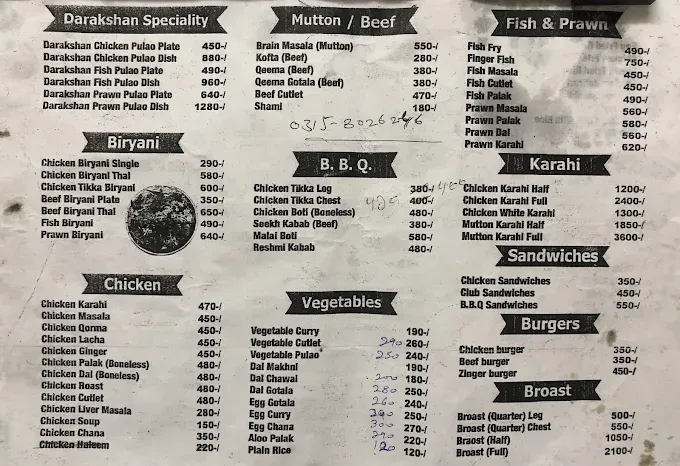 Darakshan Speciality
Darakshan Chicken Pulao Plate 450-/
Darakshan Chicken Pulao Dish 880-/
Darakshan Fish Pulao Plate 490-/
Darakshan Fish Pulao Dish 960-/
Darakshan Prawn Pulao Plate 640-/
Darakshan Prawn Pulao Dish 1280-/
Biryani
Chicken Biryani Single 290-/
Chicken Biryani Thal 580-/
Chicken Tikka Biryani 600-/
Beef Biryani Plate 350-/
Beef Biryani Thal 650-/
Fish Biryani 490-/
Prawn Biryani 640-/
Chicken
Chicken Karahi 470-/
Chicken Masala 450-/
Chicken Qorma 450-/
Chicken Lacha 450-/
Chicken Ginger 450-/
Chicken Palak (Boneless) 480-/
Chicken Dal (Boneless) 480-/
Chicken Roast 480-/
Chicken Cutlet 480-/
Chicken Liver Masala 280-/
Chicken Soup 150-/
Chicken Chana 350-/
Chicken Haleem 220-/
Mutton / Beef
Brain Masala (Mutton) 550-/
Kofta (Beef) 280-/
Qeema (Beef) 380-/
Qeema Gotala (Beef) 380-/
Beef Cutlet 470-/
Shami 180-/
B. B. Q.
Chicken Tikka Leg 380-/
Chicken Tikka Chest 400-/
Chicken Boti (Boneless) 480-/
Seekh Kabab (Beef) 380-/
Malai Boti 580-/
Reshmi Kabab 480-/
Vegetables
Vegetable Curry 190-/
Vegetable Cutlet 290 260-/
Vegetable Pulao 250 240-/
Dal Makhni 190-/
Dal Chawal 200 180-/
Dal Gotala 280 250-/
Egg Gotala 260 240-/
Egg Curry 250-/
Egg Chana 300 270-/
Aloo Palak 290 220-/
Plain Rice 120-/
Fish & Prawn
Fish Fry 490-/
Finger Fish 750-/
Fish Masala 450-/
Fish Cutlet 450-/
Fish Palak 490-/
Prawn Masala 560-/
Prawn Palak 580-/
Prawn Dal 560-/
Prawn Karahi 620-/
Karahi
Chicken Karahi Half 1200-/
Chicken Karahi Full 2400-/
Chicken White Karahi 1300-/
Mutton Karahi Half 1850-/
Mutton Karahi Full 3600-/
Sandwiches
Chicken Sandwiches 350-/
Club Sandwiches 450-/
B.B.Q Sandwiches 550-/
Burgers
Chicken burger 350-/
Beef burger 350-/
Zinger burger 450-/
Broast
Broast (Quarter) Leg 500-/
Broast (Quarter) Chest 550-/
Braost (Half) 1050-/
Broast (Full) 2100-/